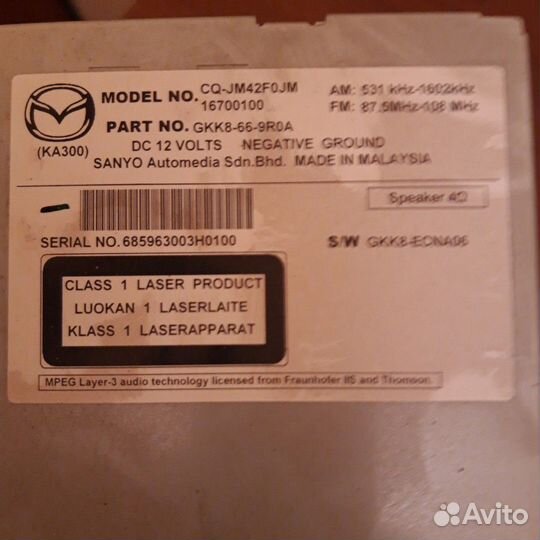 MODEL NO. CQ-JM42F0JM
16700100
AM: 531 kHz-1602kHz
FM: 87.5MHz-108 MHz
(KA300)
PART NO. GKK8-66-9R0A
DC 12 VOLTS NEGATIVE GROUND
SANYO Automedia Sdn.Bhd. MADE IN MALAYSIA
Speaker 4Ω
SERIAL NO.685963003H0100
S/W GKK8-ECNA06
CLASS 1 LASER PRODUCT
LUOKAN 1 LASERLAITE
KLASS 1 LASERAPPARAT
MPEG Layer-3 audio technology licensed from Fraunhofer IIS and Thomson.
Avito